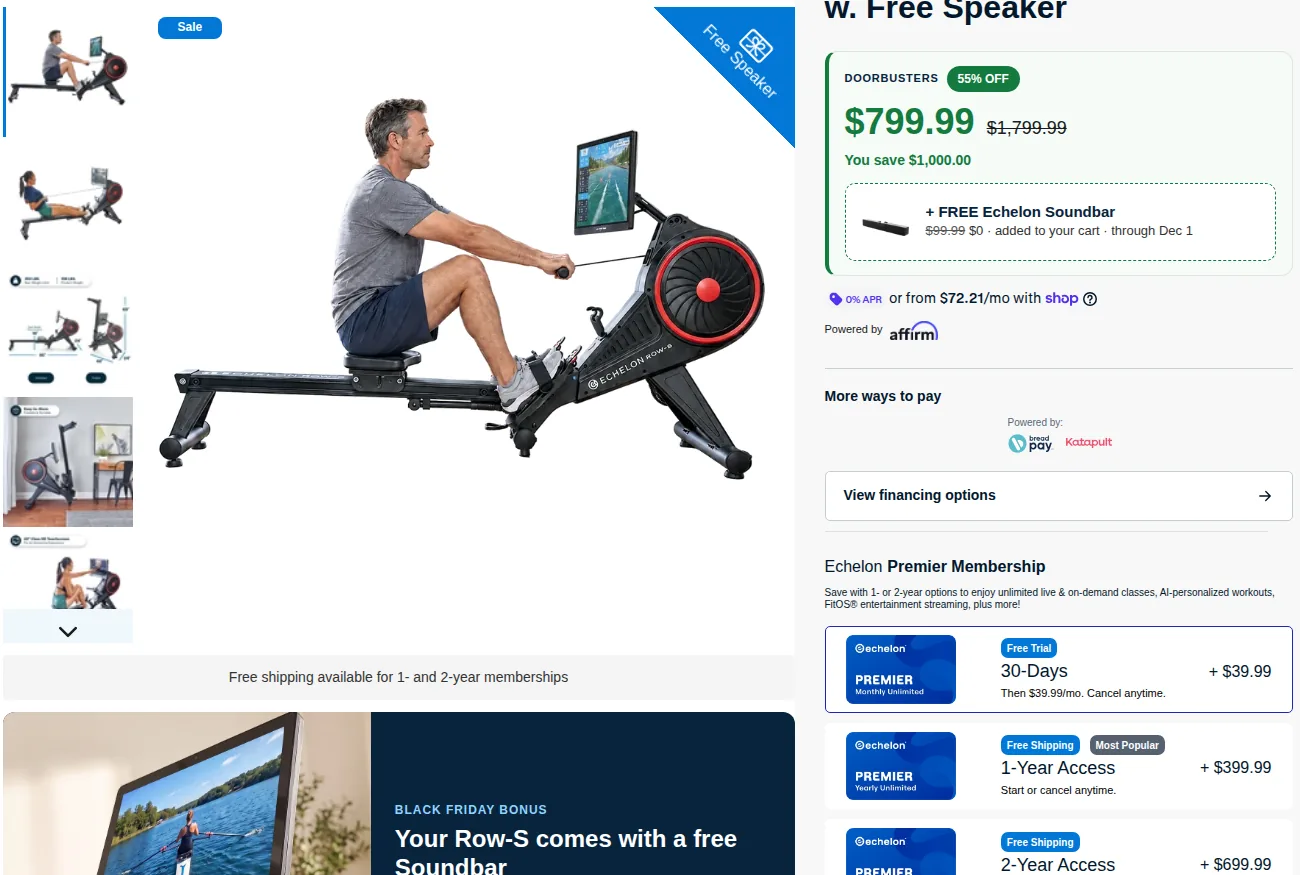 Sale
Free Speaker
ECHELON ROW-S
Free shipping available for 1- and 2-year memberships
BLACK FRIDAY BONUS
Your Row-S comes with a free
Soundbar
w. Free Speaker
DOORBUSTERS 55% OFF
$799.99 $1,799.99
You save $1,000.00
+ FREE Echelon Soundbar
$99.99 $0 · added to your cart · through Dec 1
0% APR or from $72.21/mo with shop
Powered by affirm
More ways to pay
Powered by:
bread pay Katapult
View financing options
Echelon Premier Membership
Save with 1- or 2-year options to enjoy unlimited live & on-demand classes, AI-personalized workouts,
FitOS® entertainment streaming, plus more!
echelon
PREMIER
Monthly Unlimited
Free Trial
30-Days
+ $39.99
Then $39.99/mo. Cancel anytime.
echelon
PREMIER
Yearly Unlimited
Free Shipping Most Popular
1-Year Access
+ $399.99
Start or cancel anytime.
echelon
PREMIER
Free Shipping
2-Year Access
+ $699.99